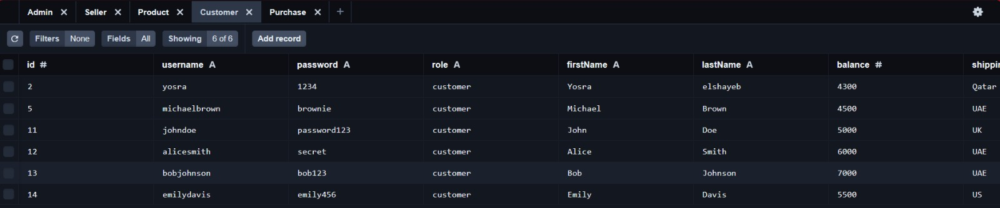 Admin Seller Product Customer Purchase
Filters None Fields All Showing 6 of 6 Add record
id # username A password A role A firstName A lastName A balance # shippin
2 yosra 1234 customer Yosra elshayeb 4300 Qatar
5 michaelbrown brownie customer Michael Brown 4500 UAE
11 johndoe password123 customer John Doe 5000 UK
12 alicesmith secret customer Alice Smith 6000 UAE
13 bobjohnson bob123 customer Bob Johnson 7000 UAE
14 emilydavis emily456 customer Emily Davis 5500 US